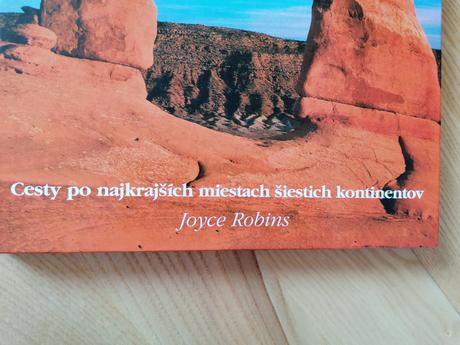 Cesty po najkrajších miestach šiestich kontinentov
Joyce Robins